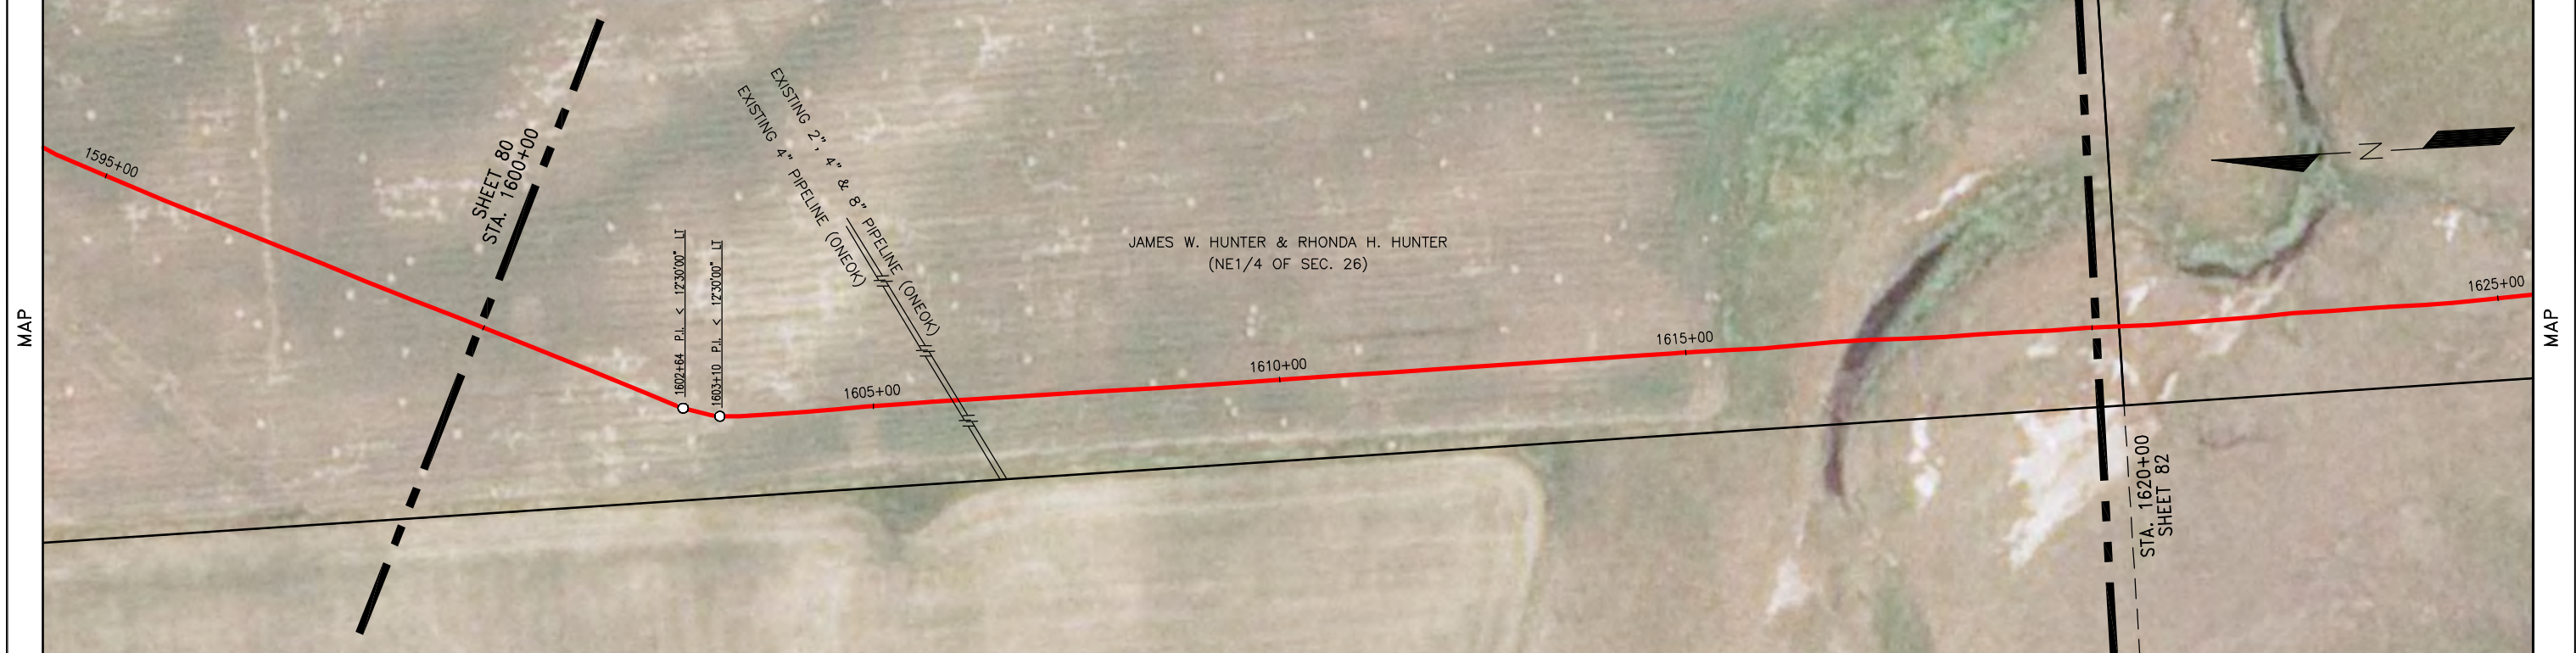 MAP
1595+00
SHEET 80
STA. 1600+00
1602+64 P.I. < 12°30'00" LT
1603+10 P.I. < 12°30'00" LT
EXISTING 4" PIPELINE (ONEOK)
EXISTING 2", 4" & 8" PIPELINE (ONEOK)
1605+00
JAMES W. HUNTER & RHONDA H. HUNTER
(NE1/4 OF SEC. 26)
1610+00
1615+00
STA. 1620+00
SHEET 82
N
1625+00
MAP